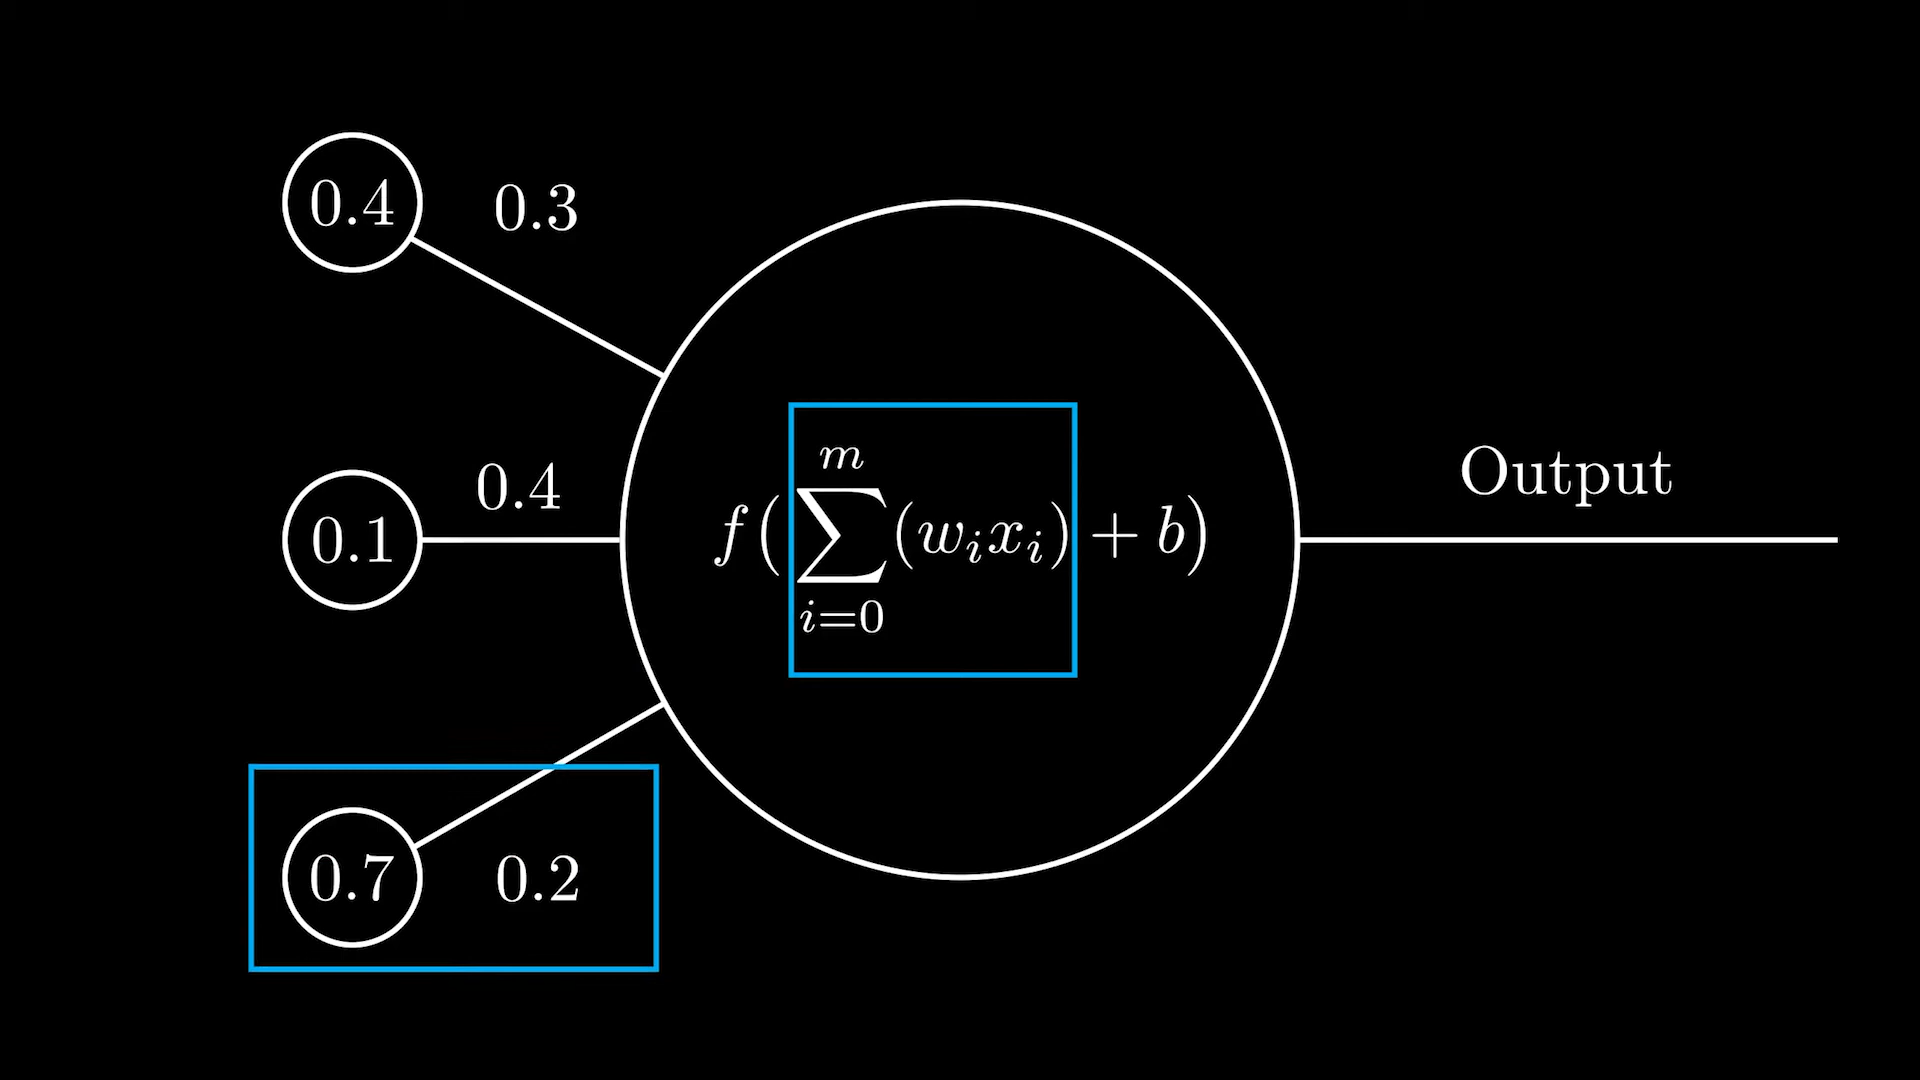 0.4 0.3
0.1 0.4
f(∑_{i=0}^{m}(w_i x_i) + b)
Output
0.7 0.2